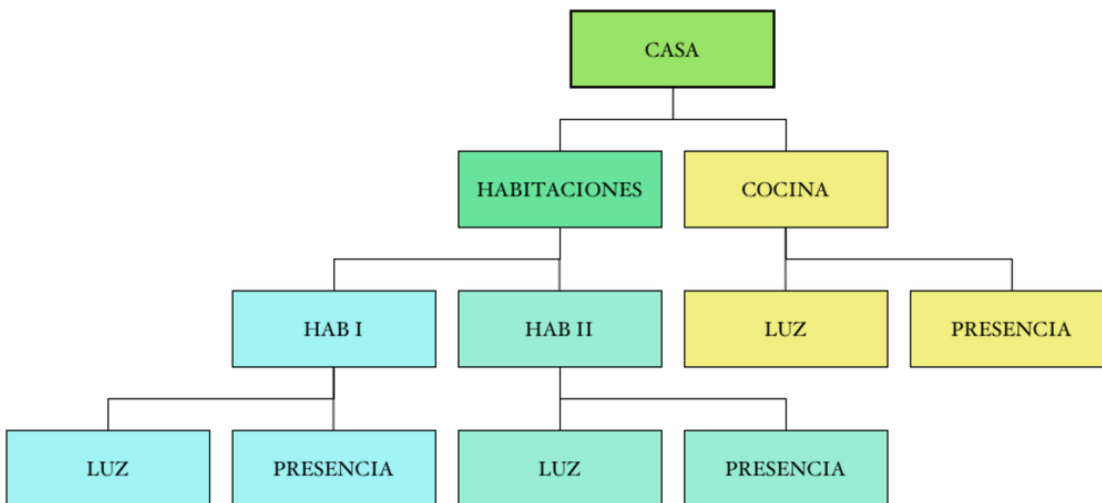 CASA
HABITACIONES
COCINA
HAB I
HAB II
LUZ
PRESENCIA
LUZ
PRESENCIA
LUZ
PRESENCIA